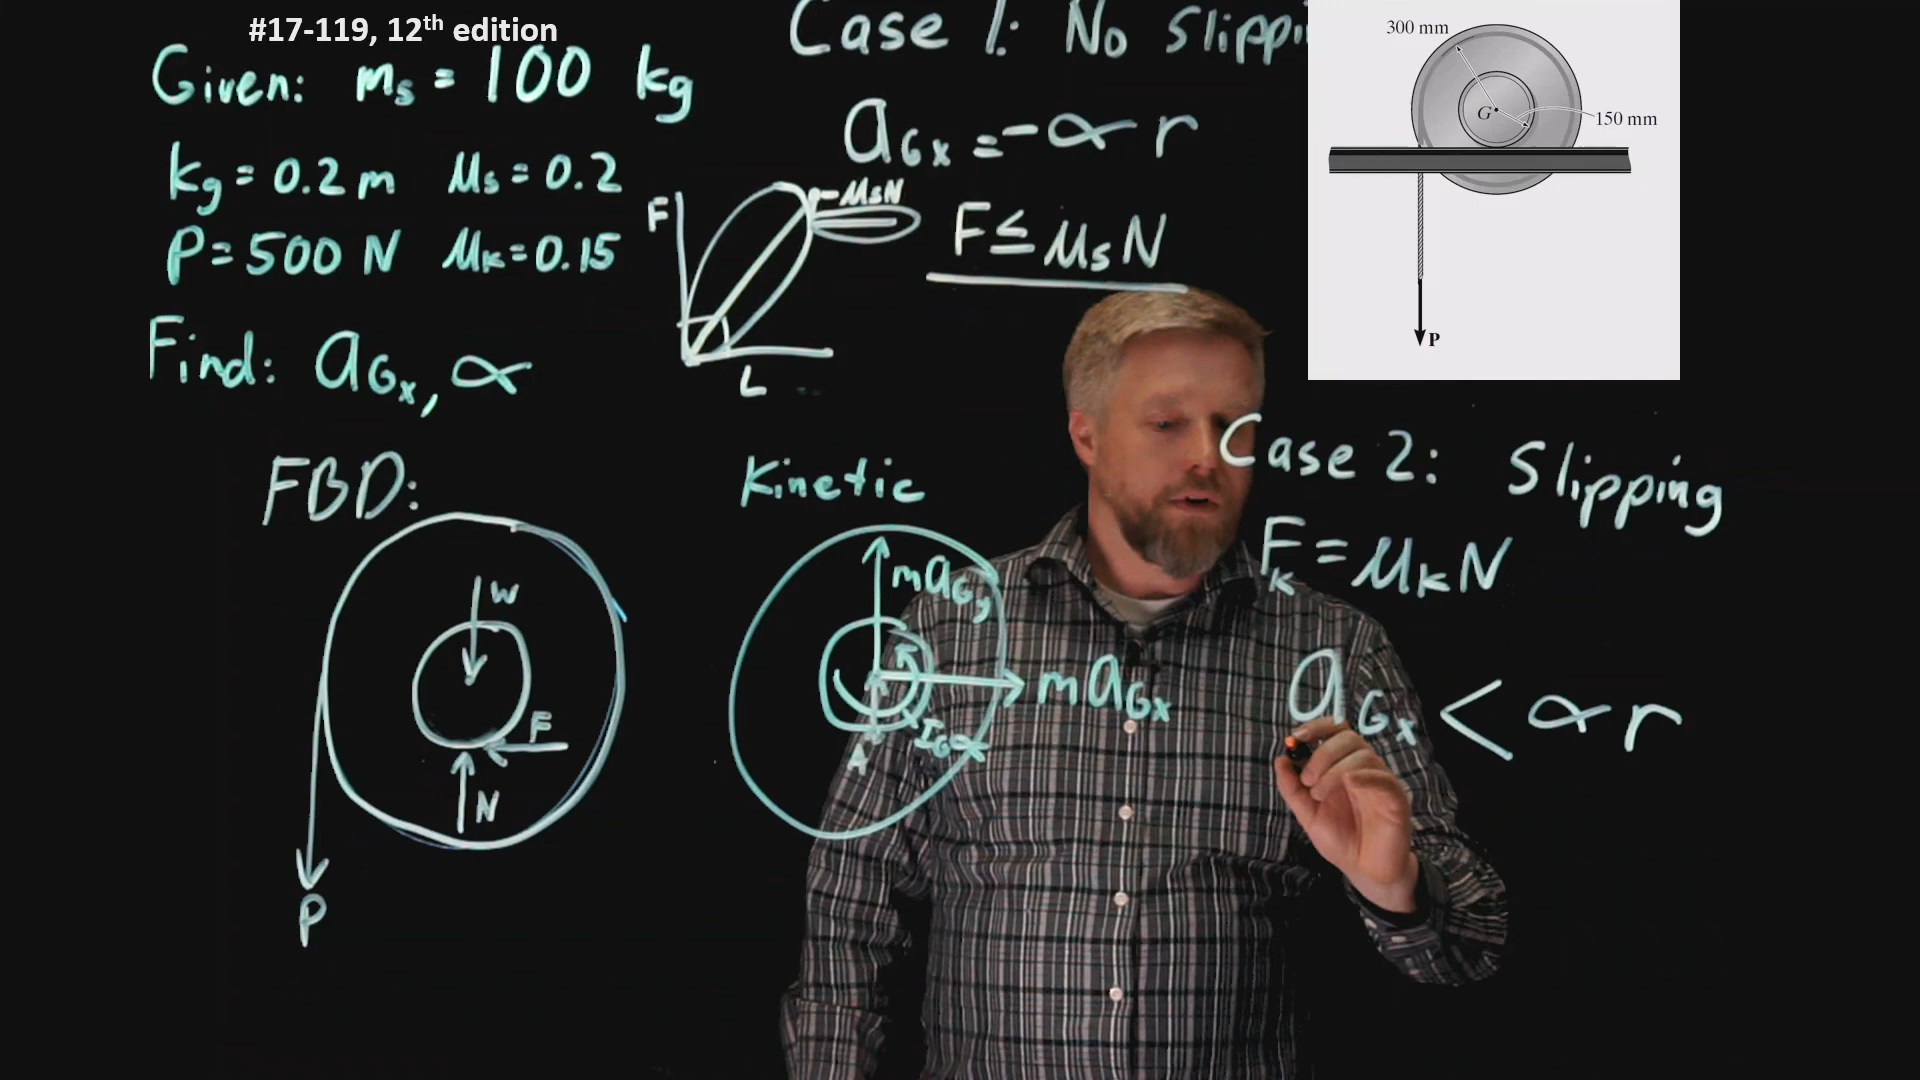 #17-119, 12th edition
Given: ms = 100 kg
kg = 0.2 m   μs = 0.2
P = 500 N   μk = 0.15
Find: aGx, α
Case 1: No Slippi
aGx = -αr
F
μsN
L
F ≤ μsN
300 mm
G
150 mm
P
FBD:
W
F
N
P
Kinetic
maGy
maGx
IGα
A
Case 2: Slipping
Fk = μkN
aGx < αr